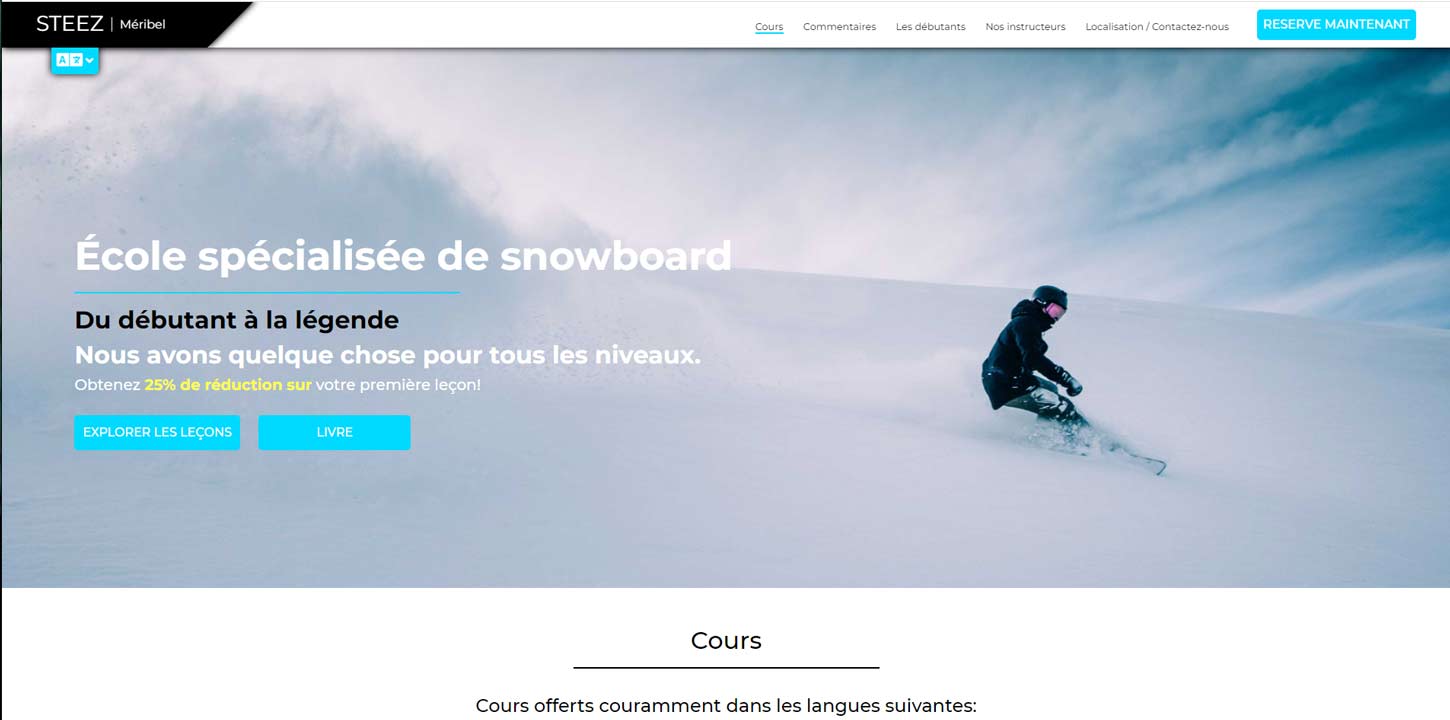 STEEZ | Méribel
Cours Commentaires Les débutants Nos instructeurs Localisation / Contactez-nous RESERVE MAINTENANT
A
École spécialisée de snowboard
Du débutant à la légende
Nous avons quelque chose pour tous les niveaux.
Obtenez 25% de réduction sur votre première leçon!
EXPLORER LES LEÇONS LIVRE
Cours
Cours offerts couramment dans les langues suivantes: